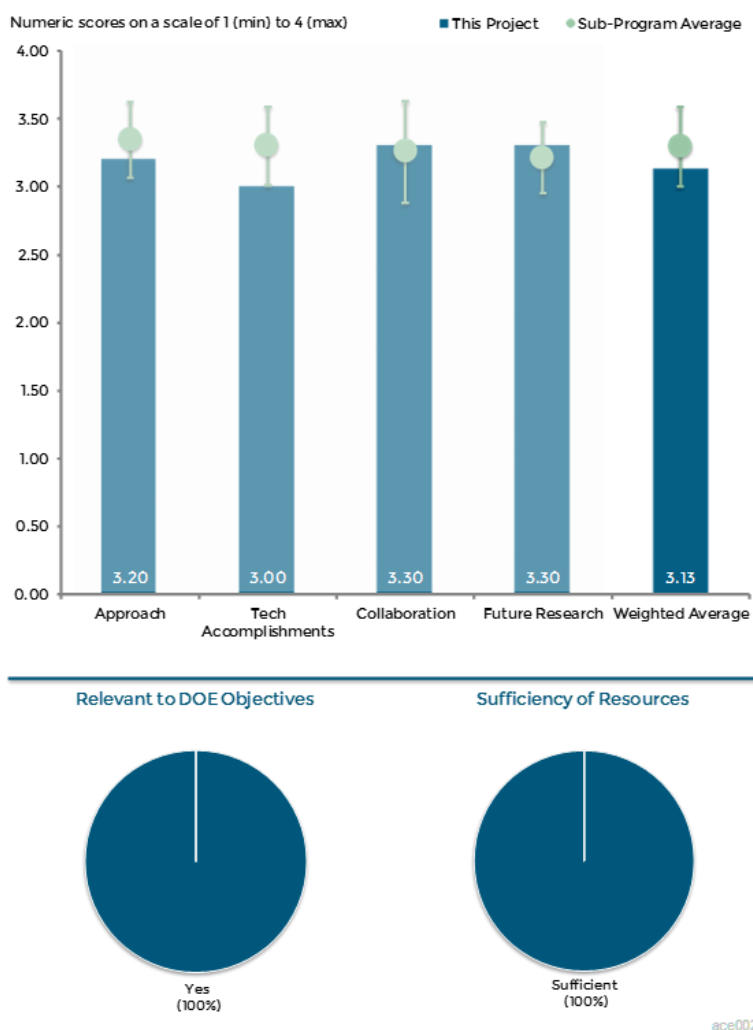 Numeric scores on a scale of 1 (min) to 4 (max)
This Project
Sub-Program Average
4.00
3.50
3.00
2.50
2.00
1.50
1.00
0.50
0.00
3.20
3.00
3.30
3.30
3.13
Approach
Tech
Accomplishments
Collaboration
Future Research
Weighted Average
Relevant to DOE Objectives
Sufficiency of Resources
Yes
(100%)
Sufficient
(100%)